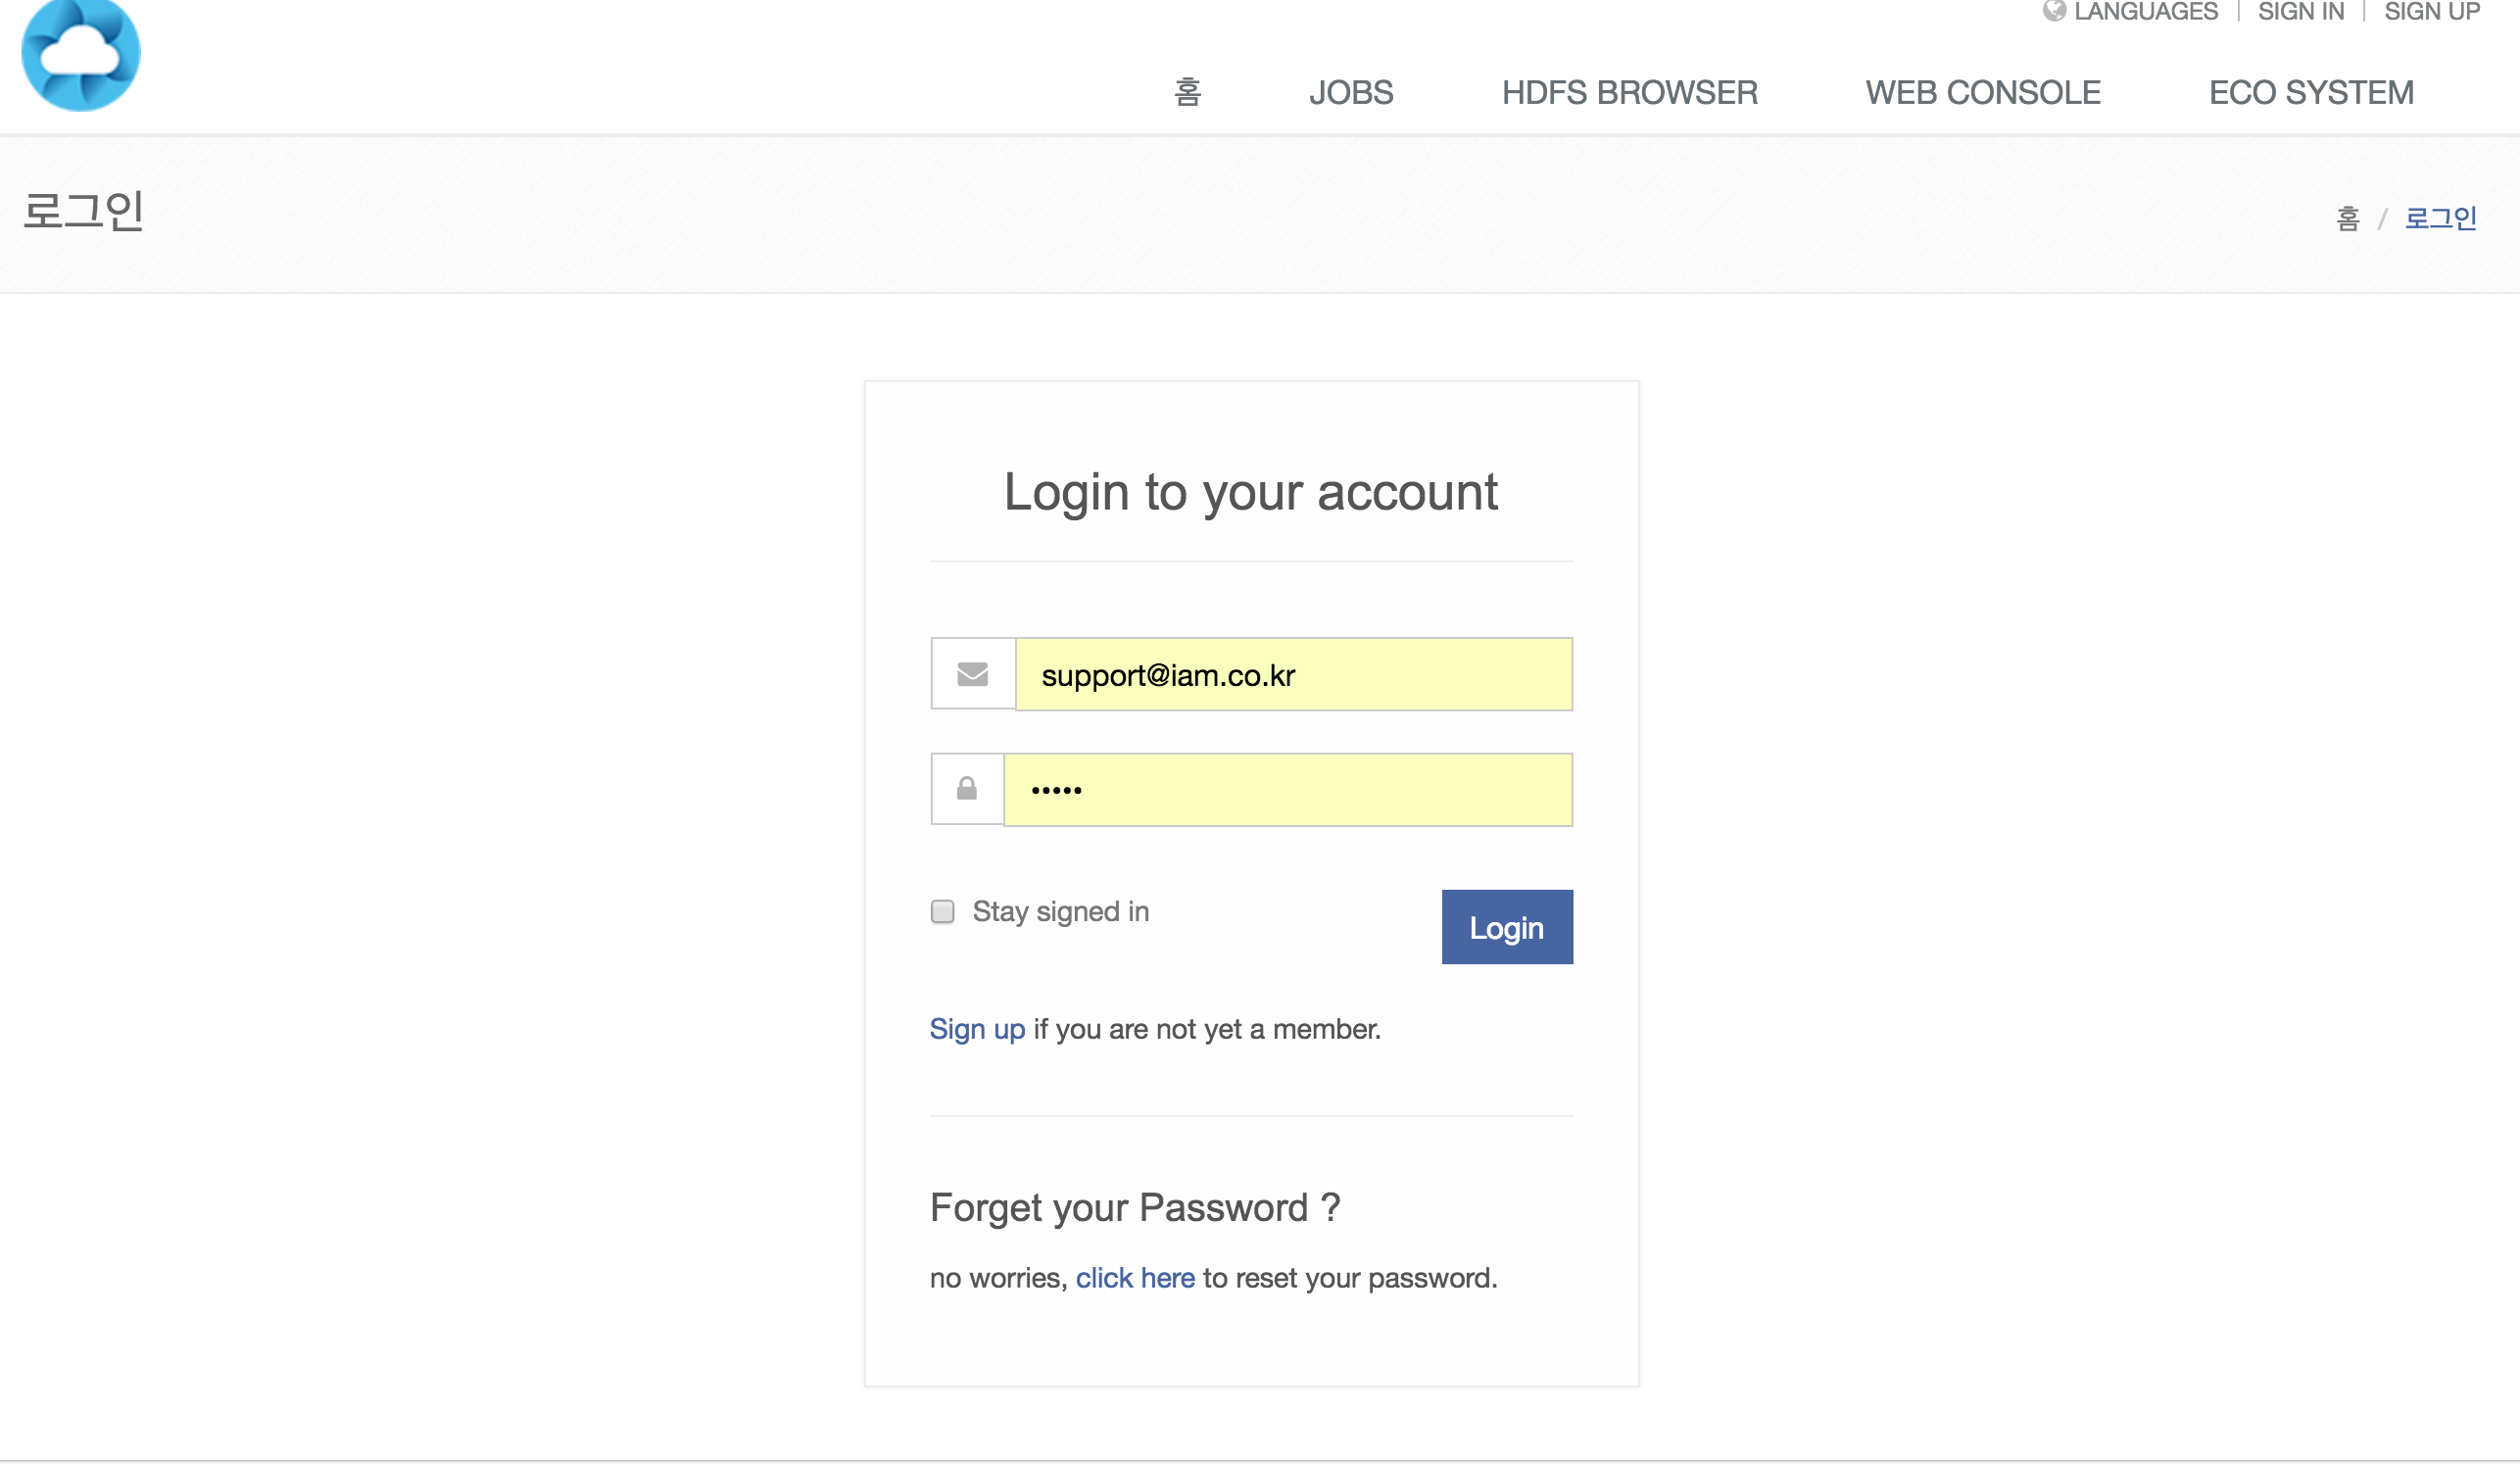 LANGUAGES SIGN IN SIGN UP
홈 JOBS HDFS BROWSER WEB CONSOLE ECO SYSTEM
로그인
홈 / 로그인
Login to your account
support@iam.co.kr
•••••
Stay signed in
Login
Sign up if you are not yet a member.
Forget your Password ?
no worries, click here to reset your password.